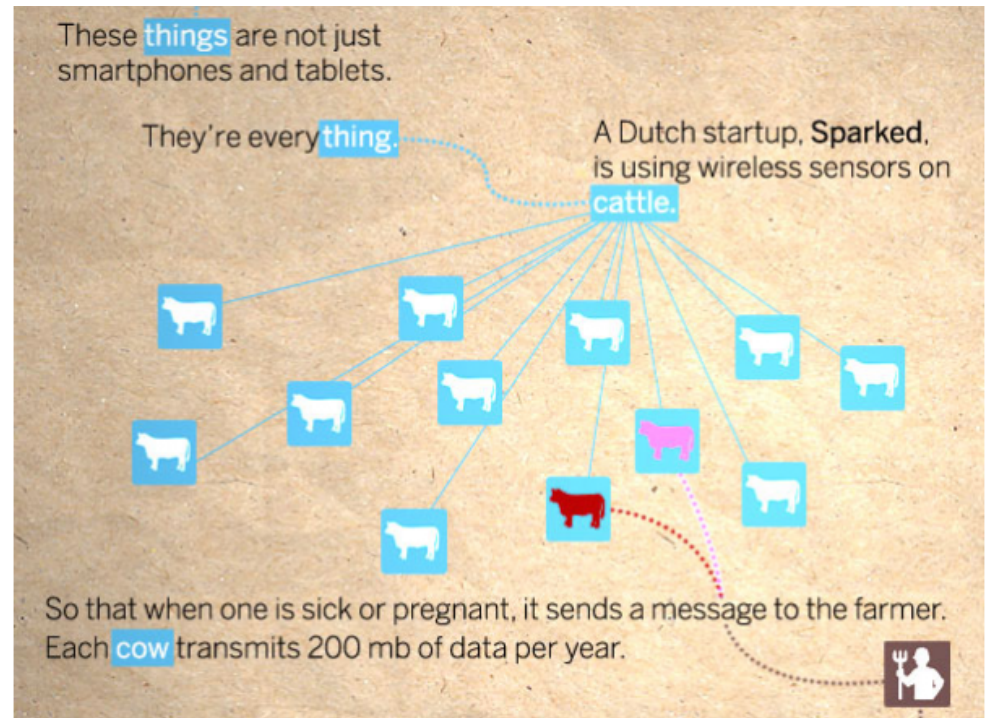 These things are not just
smartphones and tablets.
They're everything.
A Dutch startup, Sparked,
is using wireless sensors on
cattle.
So that when one is sick or pregnant, it sends a message to the farmer.
Each cow transmits 200 mb of data per year.